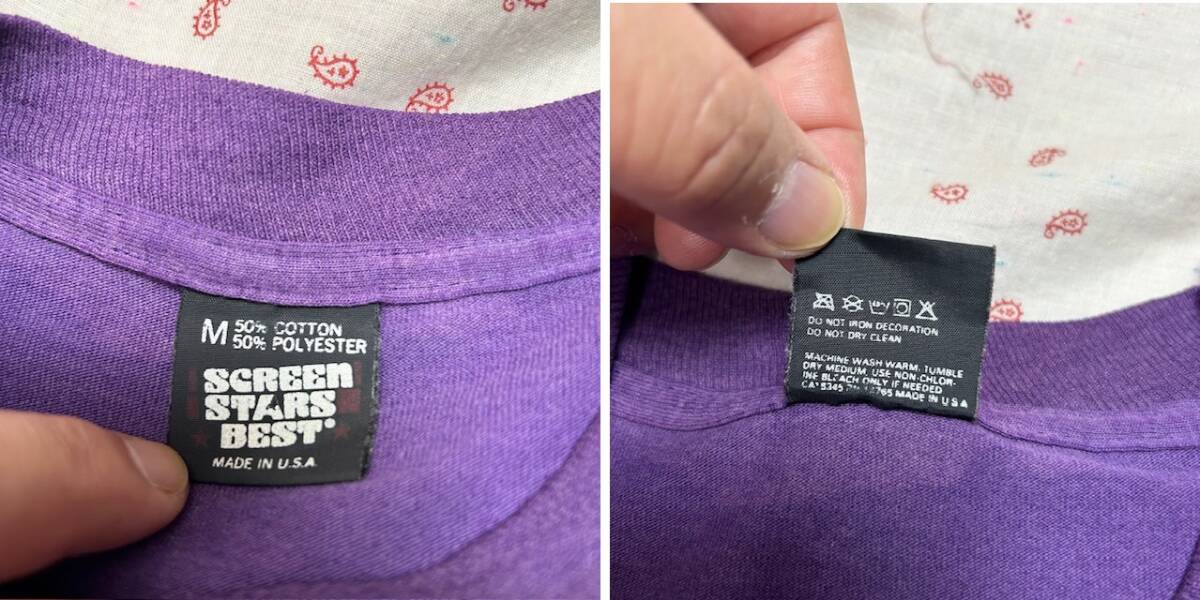 M 50% COTTON
50% POLYESTER
SCREEN
STARS
BEST®
MADE IN U.S.A.
DO NOT IRON DECORATION
DO NOT DRY CLEAN
MACHINE WASH WARM. TUMBLE
DRY MEDIUM. USE NON-CHLOR-
INE BLEACH ONLY IF NEEDED
MADE IN U S A